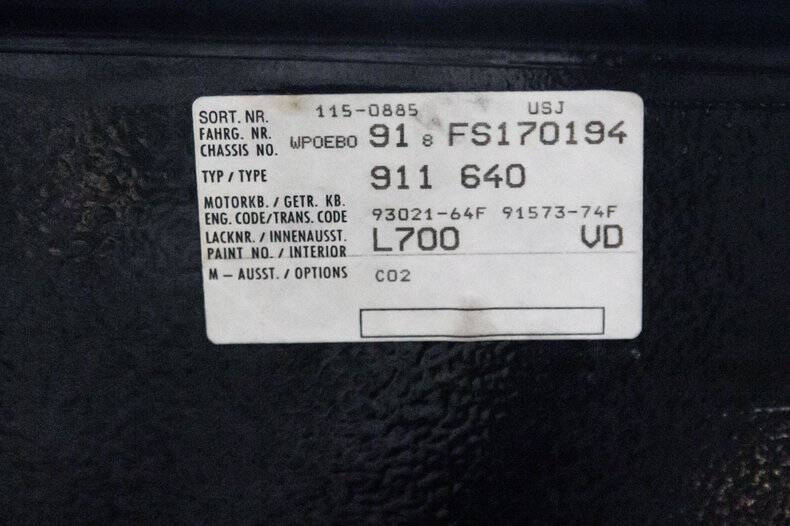 SORT. NR. 115-0885 USJ
FAHRG. NR.
CHASSIS NO. WP0EB0 91 8 FS170194
TYP / TYPE 911 640
MOTORKB. / GETR. KB.
ENG. CODE/TRANS. CODE 93021-64F 91573-74F
LACKNR. / INNENAUSST.
PAINT NO. / INTERIOR L700 VD
M – AUSST. / OPTIONS C02